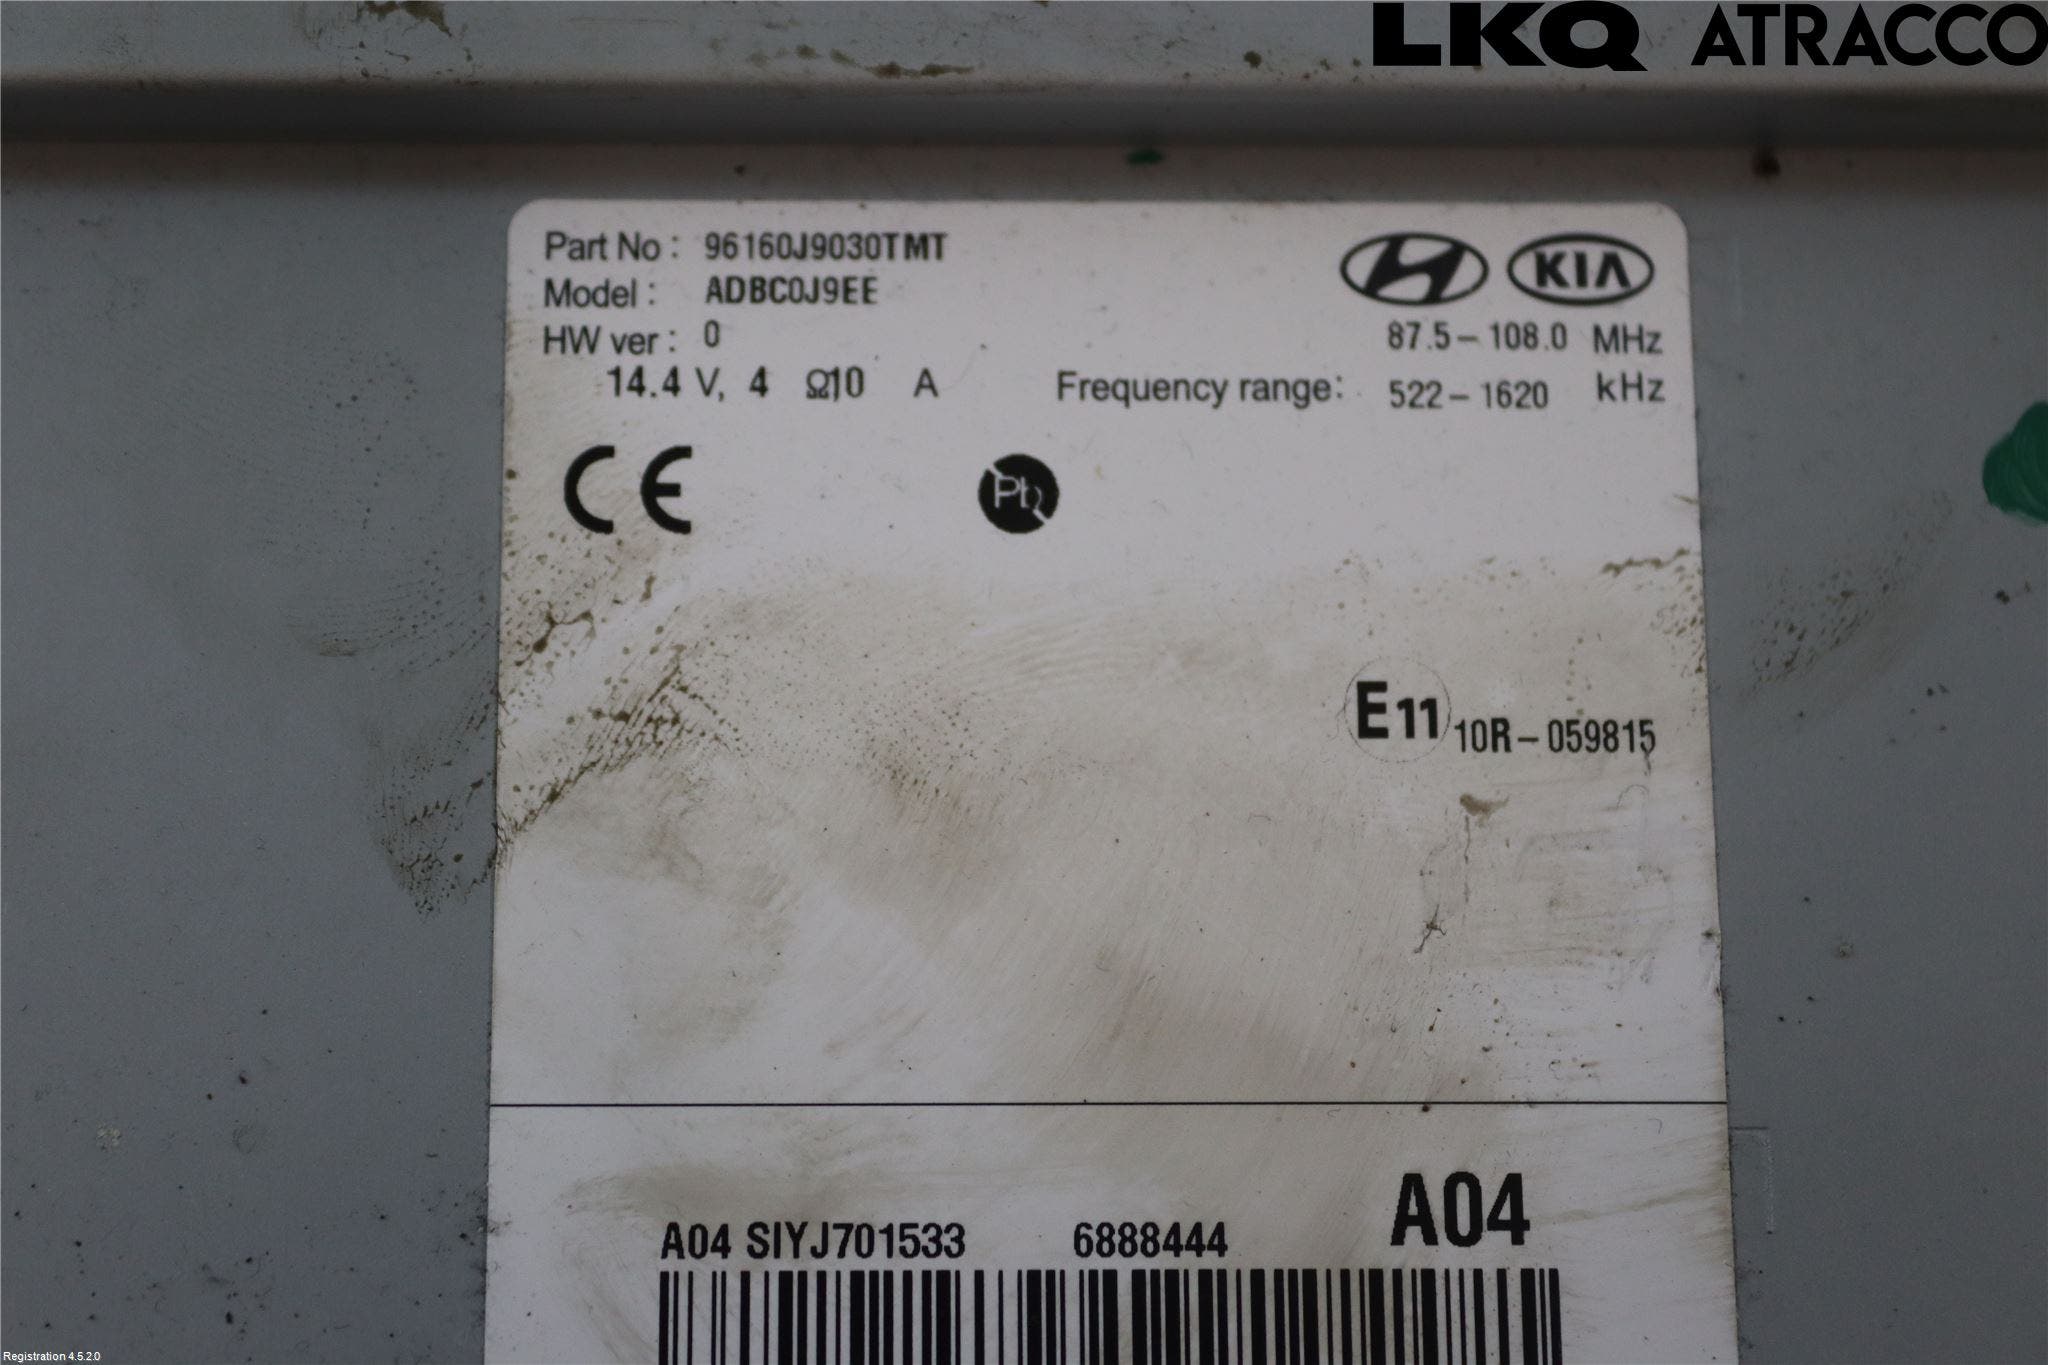 LKQ ATRACCO
Part No : 96160J9030TMT
Model : ADBC0J9EE
KIA
HW ver : 0
87.5 - 108.0 MHz
14.4 V, 4 Ω10 A
Frequency range: 522 - 1620 kHz
CE
Pb
E11 10R - 059815
A04
A04 SIYJ701533 6888444
Registration 4.5.2.0